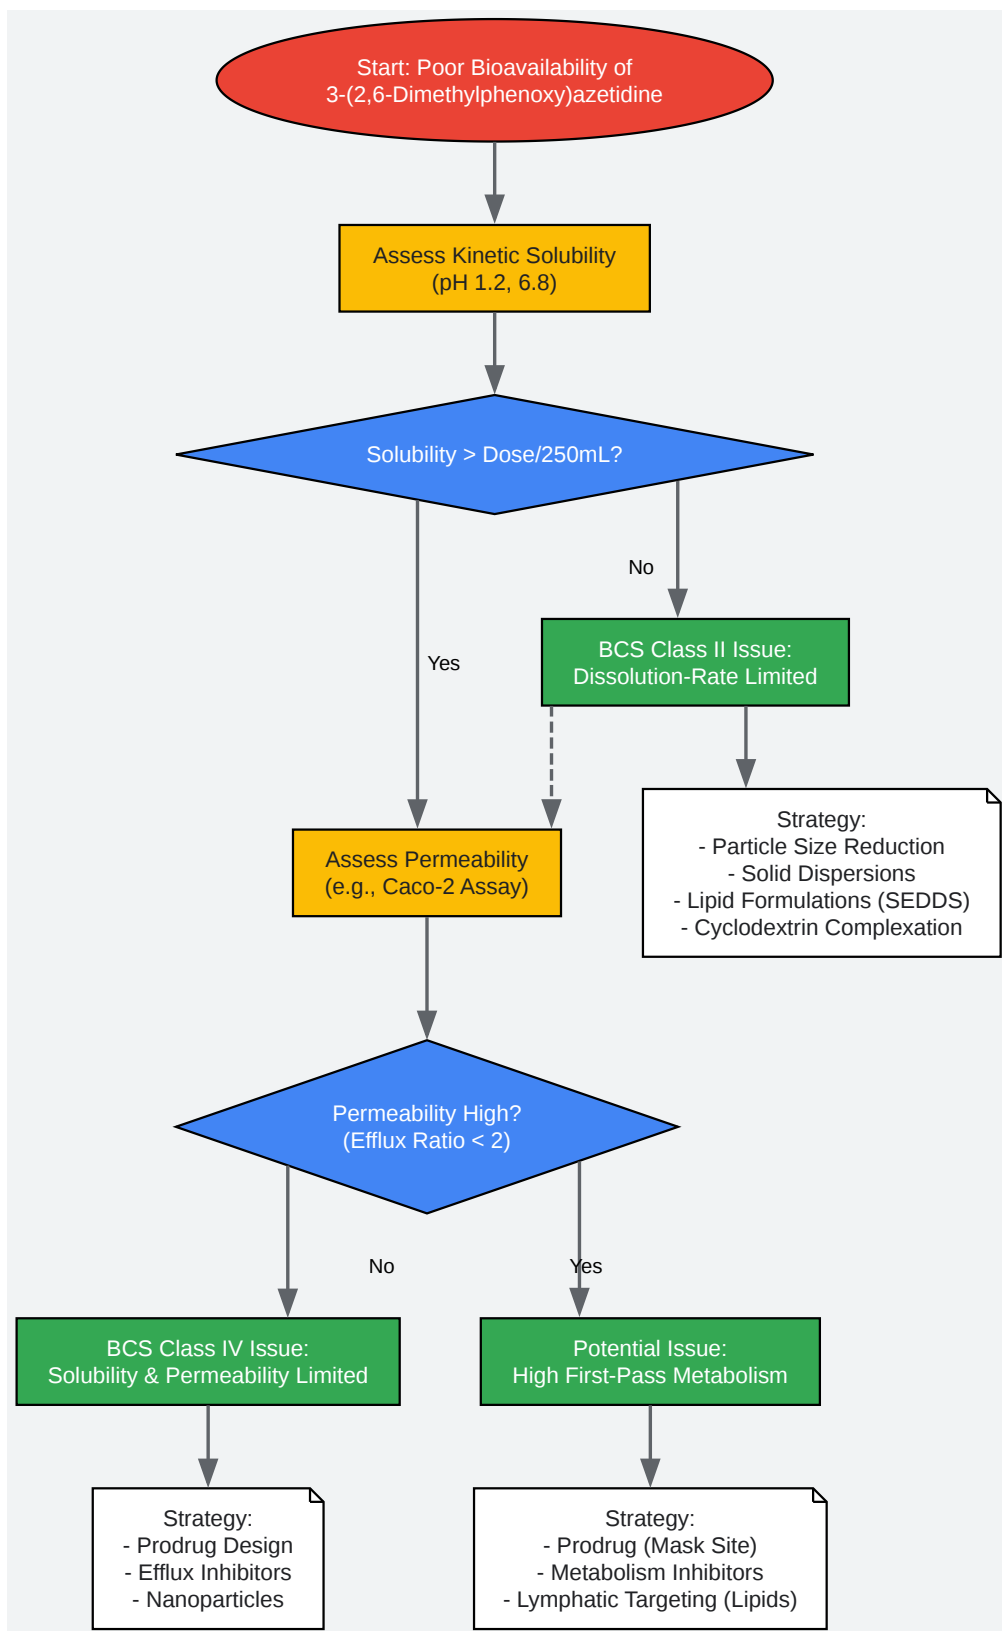 Start: Poor Bioavailability of
3-(2,6-Dimethylphenoxy)azetidine
Assess Kinetic Solubility
(pH 1.2, 6.8)
Solubility > Dose/250mL?
No
BCS Class II Issue:
Dissolution-Rate Limited
Yes
Strategy:
- Particle Size Reduction
- Solid Dispersions
- Lipid Formulations (SEDDS)
- Cyclodextrin Complexation
Assess Permeability
(e.g., Caco-2 Assay)
Permeability High?
(Efflux Ratio < 2)
No
Yes
BCS Class IV Issue:
Solubility & Permeability Limited
Potential Issue:
High First-Pass Metabolism
Strategy:
- Prodrug Design
- Efflux Inhibitors
- Nanoparticles
Strategy:
- Prodrug (Mask Site)
- Metabolism Inhibitors
- Lymphatic Targeting (Lipids)